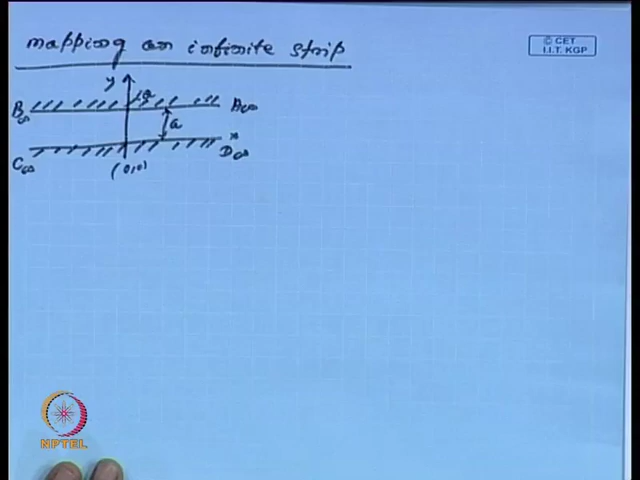 mapping an infinite strip
© CET
I.I.T. KGP
y
B∞
a
A∞
a
x
C∞
D∞
(0,0)
NPTEL